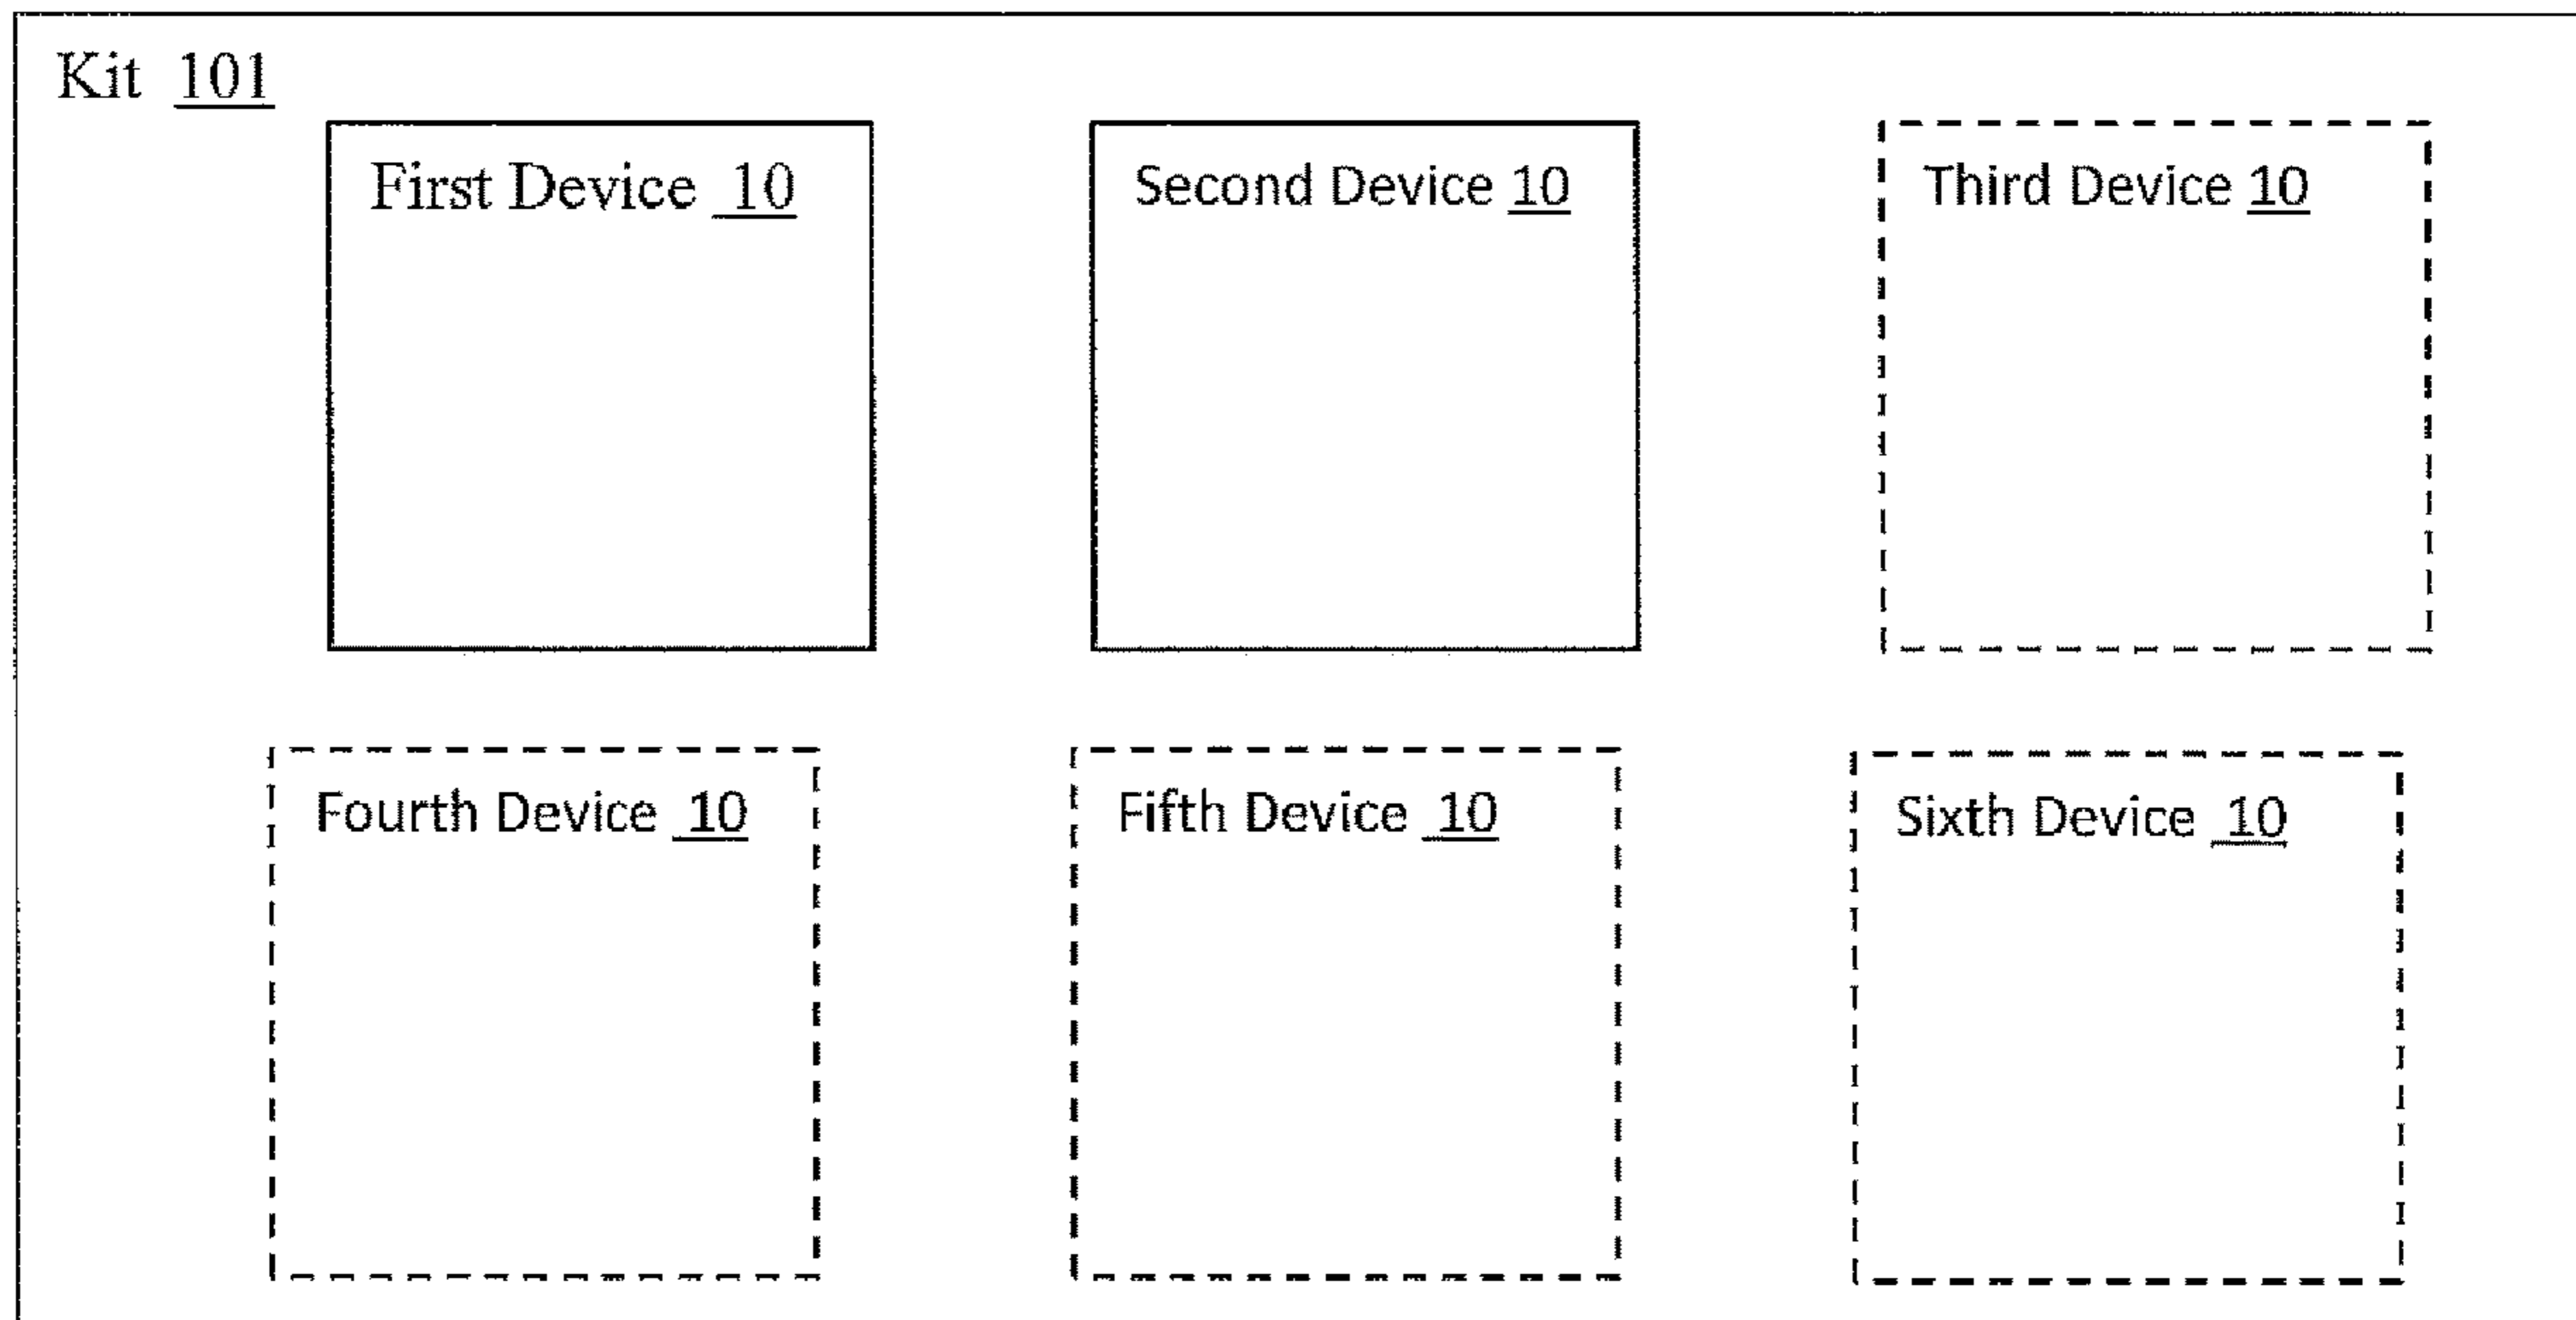 Kit 101
First Device 10
Second Device 10
Third Device 10
Fourth Device 10
Fifth Device 10
Sixth Device 10